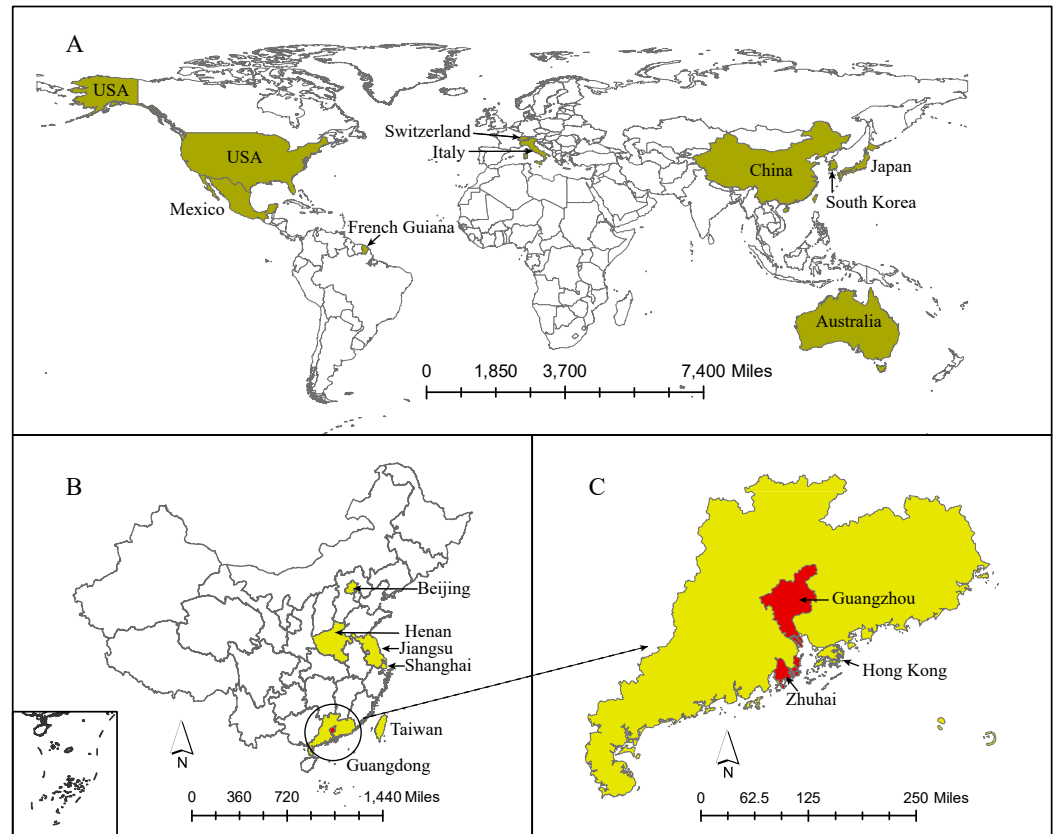 A
USA
USA
Mexico
French Guiana
Switzerland
Italy
China
Japan
South Korea
Australia
0 1,850 3,700 7,400 Miles
B
Beijing
Henan
Jiangsu
Shanghai
Taiwan
Guangdong
N
0 360 720 1,440 Miles
C
Guangzhou
Hong Kong
Zhuhai
N
0 62.5 125 250 Miles